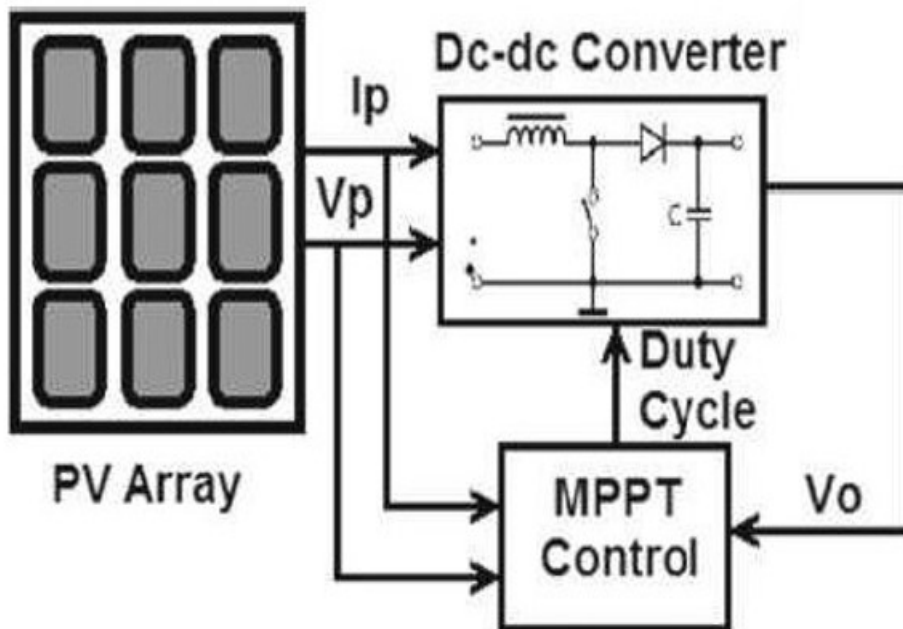 Dc-dc Converter
Ip
Vp
C
Duty
Cycle
PV Array
MPPT
Control
Vo